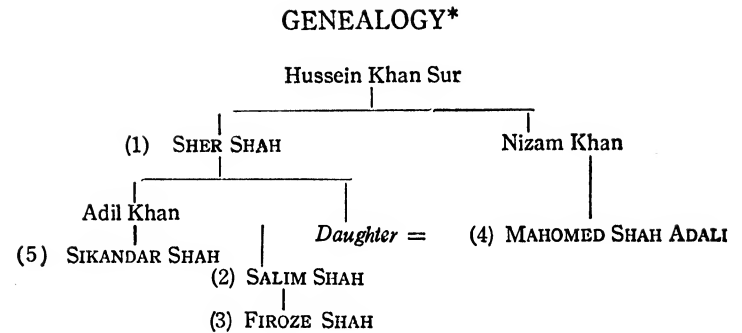 GENEALOGY*
Hussein Khan Sur
(1) SHER SHAH Nizam Khan
Adil Khan
Daughter = (4) MAHOMED SHAH ADALI
(5) SIKANDAR SHAH
(2) SALIM SHAH
(3) FIROZE SHAH